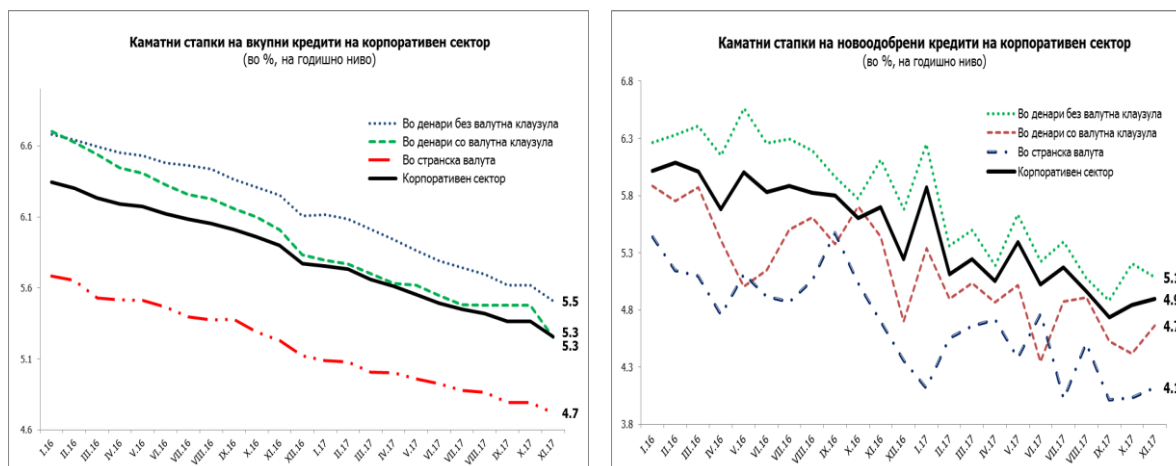 Каматни стапки на вкупни кредити на корпоративен сектор
(во %, на годишно ниво)
6.6
6.1
5.6
5.1
4.6
Во денари без валутна клаузула
Во денари со валутна клаузула
Во странска валута
Корпоративен сектор
5.5
5.3
5.3
4.7
I.16
II.16
III.16
IV.16
V.16
VI.16
VII.16
VIII.16
IX.16
X.16
XI.16
XII.16
I.17
II.17
III.17
IV.17
V.17
VI.17
VII.17
VIII.17
IX.17
X.17
XI.17
Каматни стапки на новоодобрени кредити на корпоративен сектор
(во %, на годишно ниво)
6.8
6.3
5.8
5.3
4.8
4.3
3.8
Во денари без валутна клаузула
Во денари со валутна клаузула
Во странска валута
Корпоративен сектор
I.16
II.16
III.16
IV.16
V.16
VI.16
VII.16
VIII.16
IX.16
X.16
XI.16
XII.16
I.17
II.17
III.17
IV.17
V.17
VI.17
VII.17
VIII.17
IX.17
X.17
XI.17